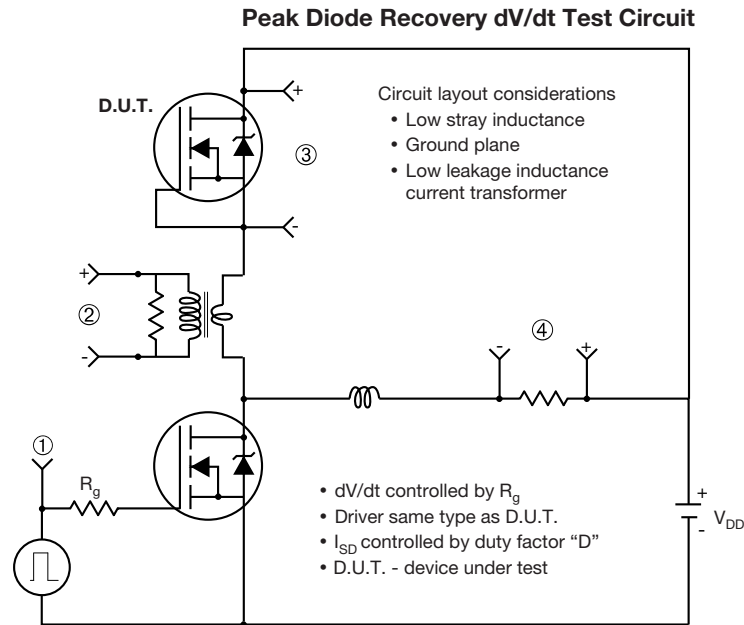 Peak Diode Recovery dV/dt Test Circuit
D.U.T.
+
-
③
Circuit layout considerations
• Low stray inductance
• Ground plane
• Low leakage inductance
current transformer
+
②
-
④
-
+
①
Rg
• dV/dt controlled by Rg
• Driver same type as D.U.T.
• ISD controlled by duty factor “D”
• D.U.T. - device under test
+
-
VDD